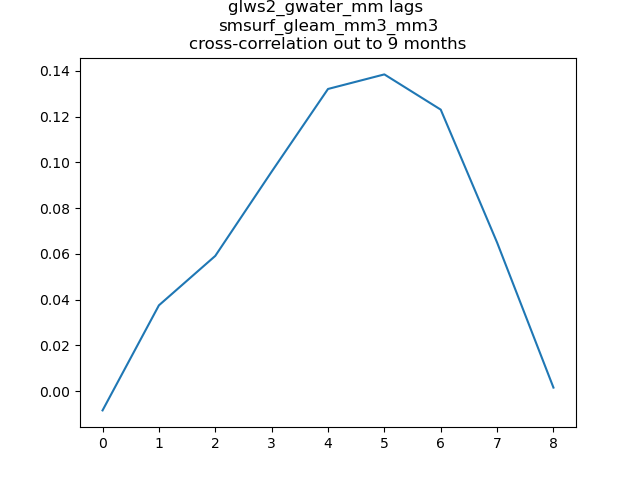 glws2_gwater_mm lags
smsurf_gleam_mm3_mm3
cross-correlation out to 9 months
0.14
0.12
0.10
0.08
0.06
0.04
0.02
0.00
0 1 2 3 4 5 6 7 8